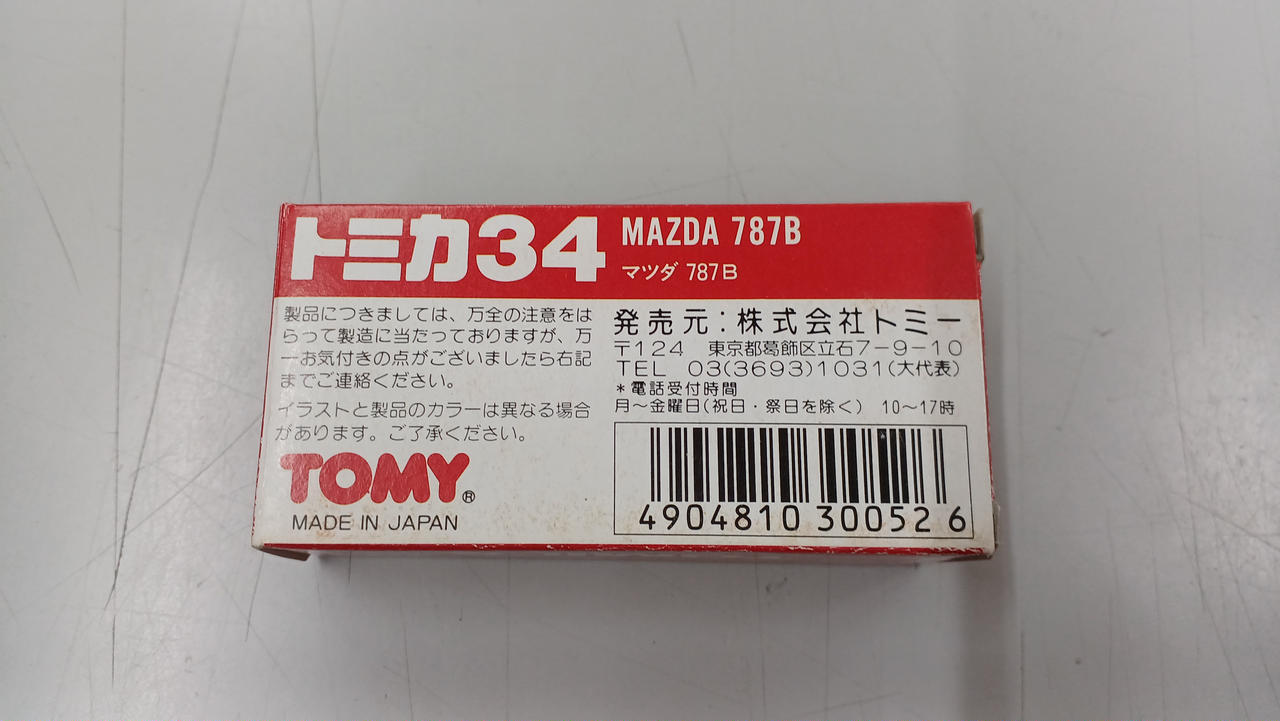 トミカ34
MAZDA 787B
マツダ 787B
製品につきましては、万全の注意をは
らって製造に当たっておりますが、万
一お気付きの点がございましたら右記
までご連絡ください。
イラストと製品のカラーは異なる場合
があります。ご了承ください。
TOMY®
MADE IN JAPAN
発売元:株式会社トミー
〒124 東京都葛飾区立石7-9-10
TEL 03(3693)1031(大代表)
*電話受付時間
月~金曜日(祝日・祭日を除く) 10~17時
4904810 300526